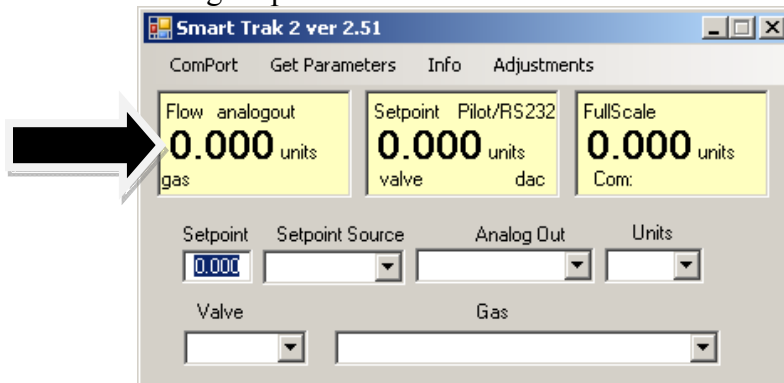 Smart Trak 2 ver 2.51
ComPort Get Parameters Info Adjustments
Flow analogout Setpoint Pilot/RS232 FullScale
0.000 units 0.000 units 0.000 units
gas valve dac Com:
Setpoint Setpoint Source Analog Out Units
0.000
Valve Gas